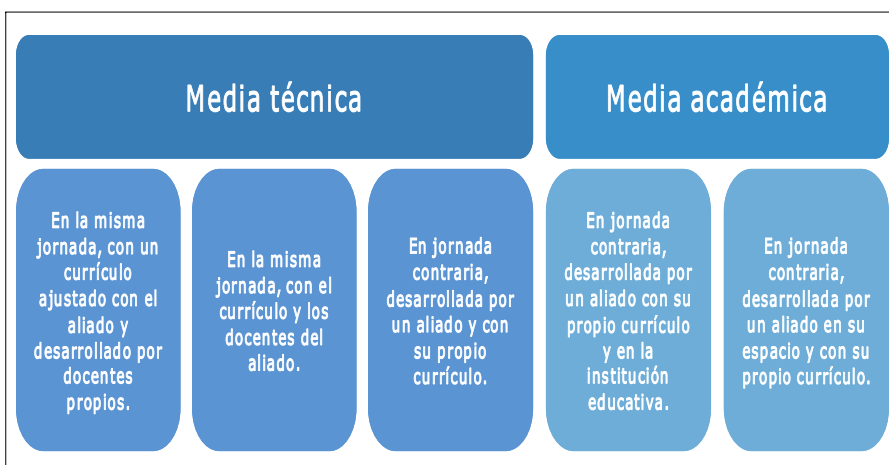 Media técnica
Media académica
En la misma
jornada, con un
currículo
ajustado con el
aliado y
desarrollado por
docentes
propios.
En la misma
jornada, con el
currículo y los
docentes del
aliado.
En jornada
contraria,
desarrollada por
un aliado y con
su propio
currículo.
En jornada
contraria,
desarrollada por
un aliado con su
propio currículo
y en la
institución
educativa.
En jornada
contraria,
desarrollada por
un aliado en su
espacio y con su
propio currículo.